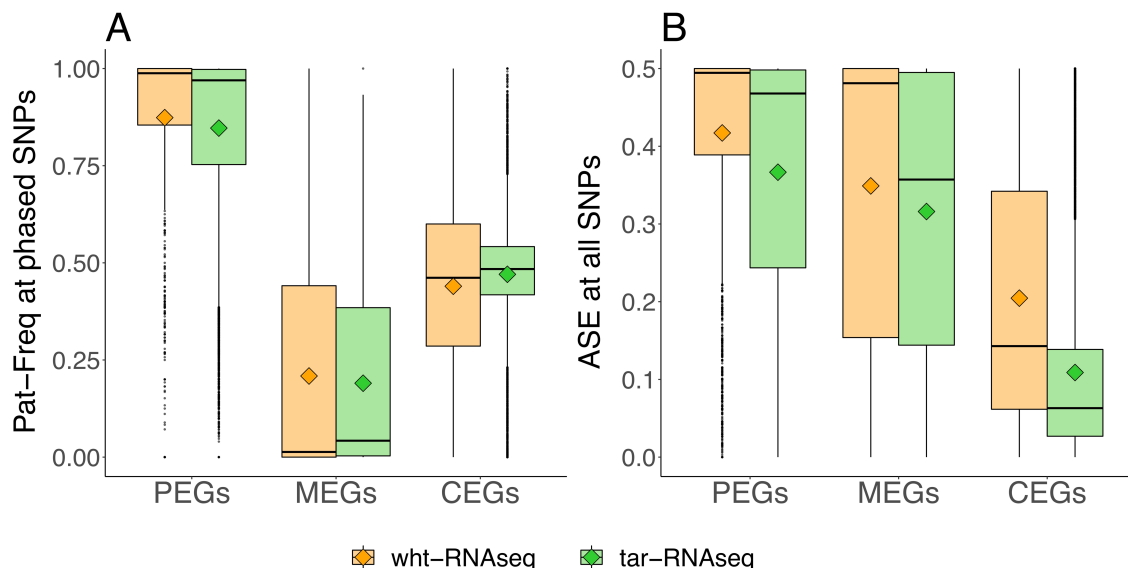 A
Pat−Freq at phased SNPs
1.00
0.75
0.50
0.25
0.00
PEGs MEGs CEGs
B
ASE at all SNPs
0.5
0.4
0.3
0.2
0.1
0.0
PEGs MEGs CEGs
wht−RNAseq tar−RNAseq